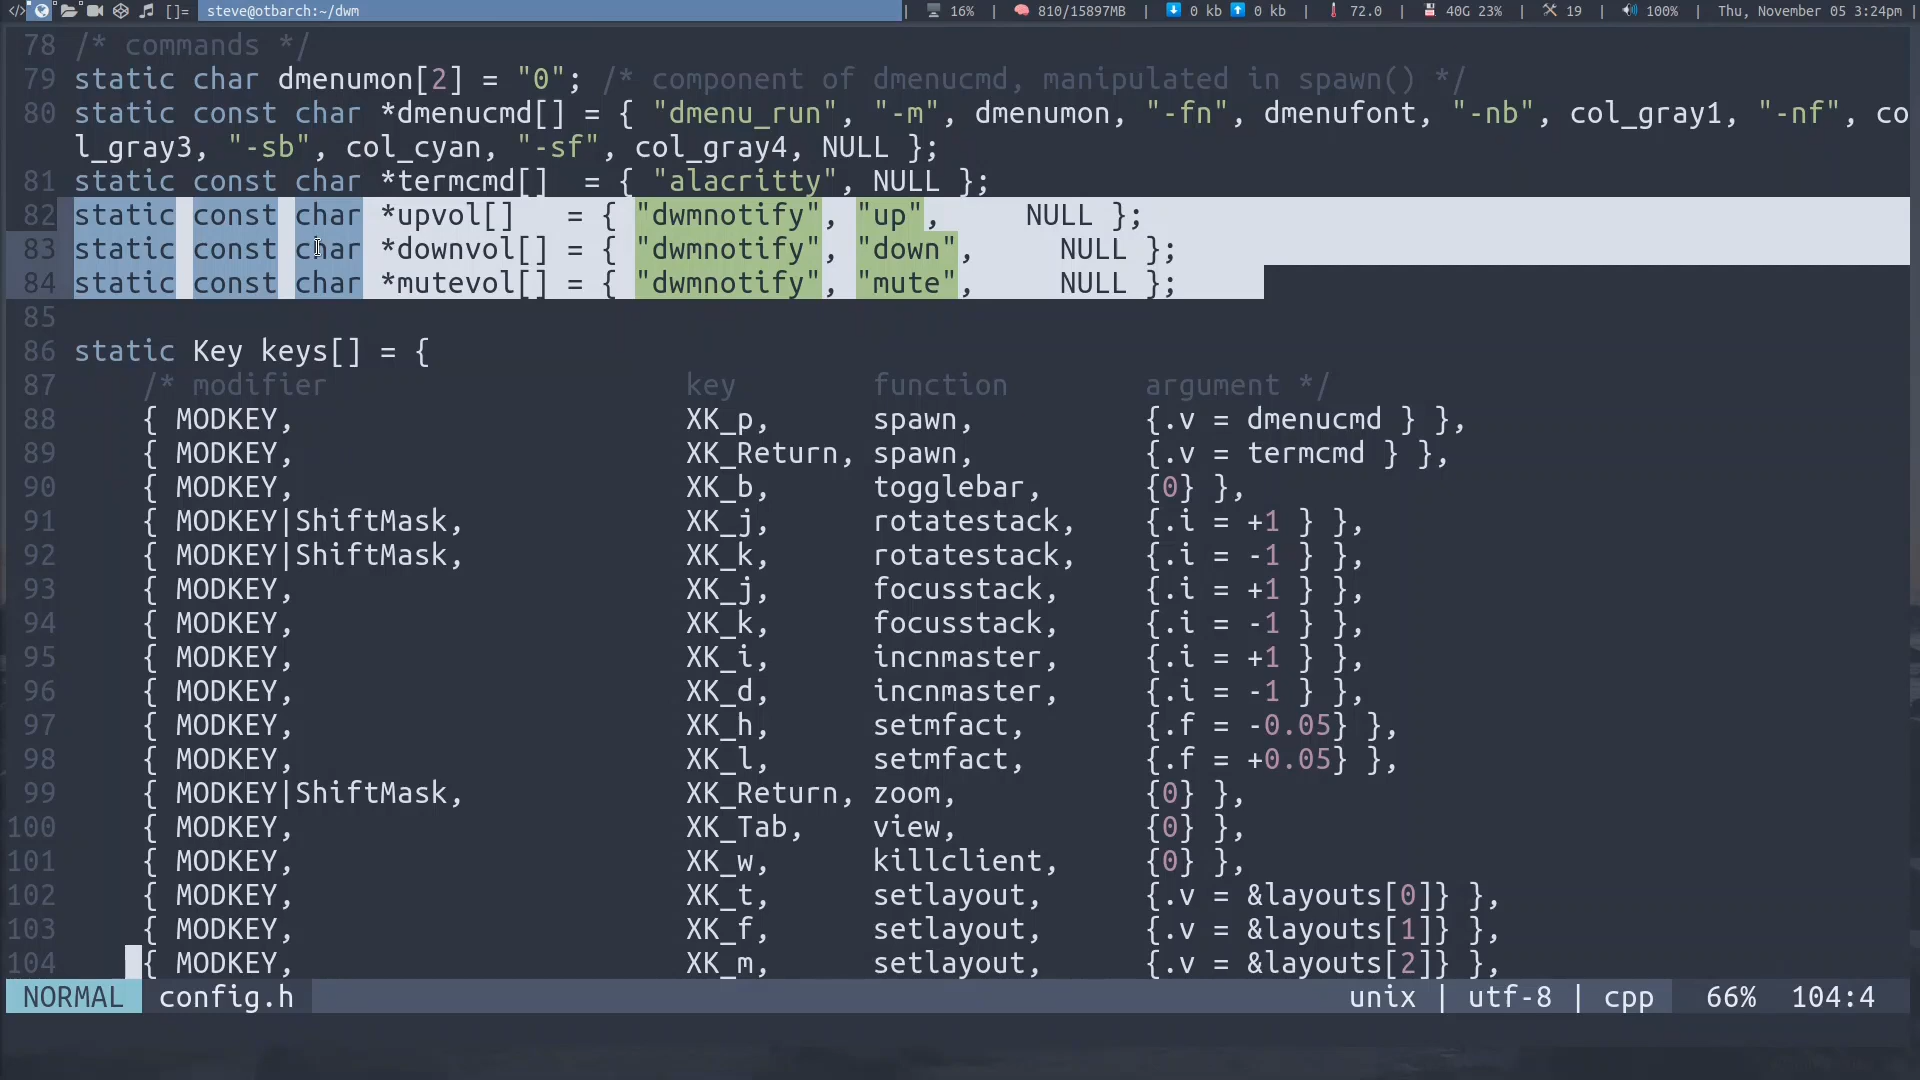 </> []= steve@otbarch:~/dwm | 16% | 810/15897MB | 0 kb 0 kb | 72.0 | 40G 23% | 19 | 100% | Thu, November 05 3:24pm |
78 /* commands */
79 static char dmenumon[2] = "0"; /* component of dmenucmd, manipulated in spawn() */
80 static const char *dmenucmd[] = { "dmenu_run", "-m", dmenumon, "-fn", dmenufont, "-nb", col_gray1, "-nf", co
l_gray3, "-sb", col_cyan, "-sf", col_gray4, NULL };
81 static const char *termcmd[]  = { "alacritty", NULL };
82 static const char *upvol[]   = { "dwmnotify", "up",     NULL };
83 static const char *downvol[] = { "dwmnotify", "down",     NULL };
84 static const char *mutevol[] = { "dwmnotify", "mute",     NULL };
85
86 static Key keys[] = {
87     /* modifier                     key        function        argument */
88     { MODKEY,                       XK_p,      spawn,          {.v = dmenucmd } },
89     { MODKEY,                       XK_Return, spawn,          {.v = termcmd } },
90     { MODKEY,                       XK_b,      togglebar,      {0} },
91     { MODKEY|ShiftMask,             XK_j,      rotatestack,    {.i = +1 } },
92     { MODKEY|ShiftMask,             XK_k,      rotatestack,    {.i = -1 } },
93     { MODKEY,                       XK_j,      focusstack,     {.i = +1 } },
94     { MODKEY,                       XK_k,      focusstack,     {.i = -1 } },
95     { MODKEY,                       XK_i,      incnmaster,     {.i = +1 } },
96     { MODKEY,                       XK_d,      incnmaster,     {.i = -1 } },
97     { MODKEY,                       XK_h,      setmfact,       {.f = -0.05} },
98     { MODKEY,                       XK_l,      setmfact,       {.f = +0.05} },
99     { MODKEY|ShiftMask,             XK_Return, zoom,           {0} },
100     { MODKEY,                       XK_Tab,    view,           {0} },
101     { MODKEY,                       XK_w,      killclient,     {0} },
102     { MODKEY,                       XK_t,      setlayout,      {.v = &layouts[0]} },
103     { MODKEY,                       XK_f,      setlayout,      {.v = &layouts[1]} },
104     { MODKEY,                       XK_m,      setlayout,      {.v = &layouts[2]} },
NORMAL config.h unix | utf-8 | cpp 66% 104:4